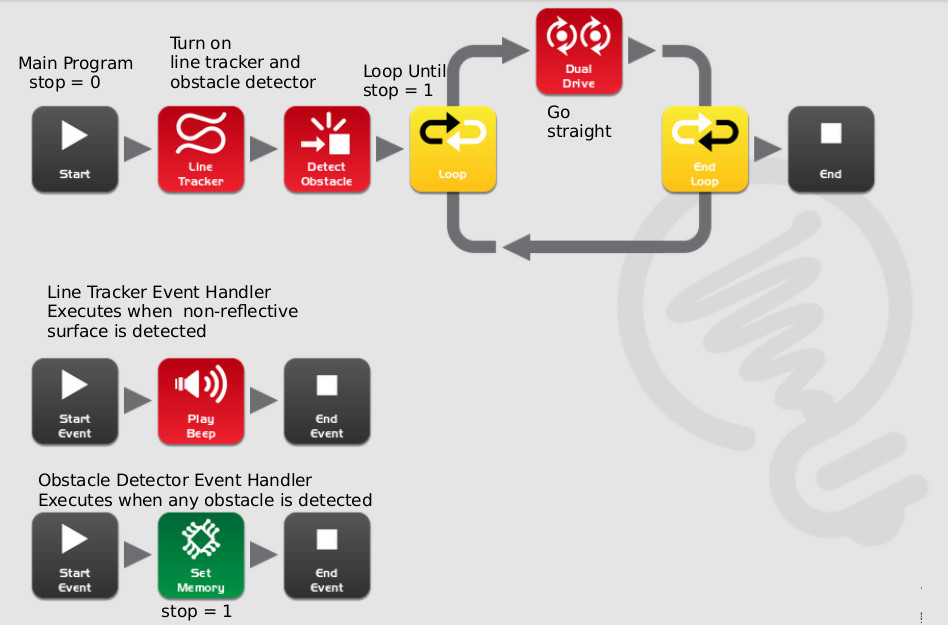 Main Program
stop = 0
Turn on
line tracker and
obstacle detector
Loop Until
stop = 1
Start
Line
Tracker
Detect
Obstacle
Loop
Dual
Drive
Go
straight
End
Loop
End
Line Tracker Event Handler
Executes when  non-reflective
surface is detected
Start
Event
Play
Beep
End
Event
Obstacle Detector Event Handler
Executes when any obstacle is detected
Start
Event
Set
Memory
End
Event
stop = 1